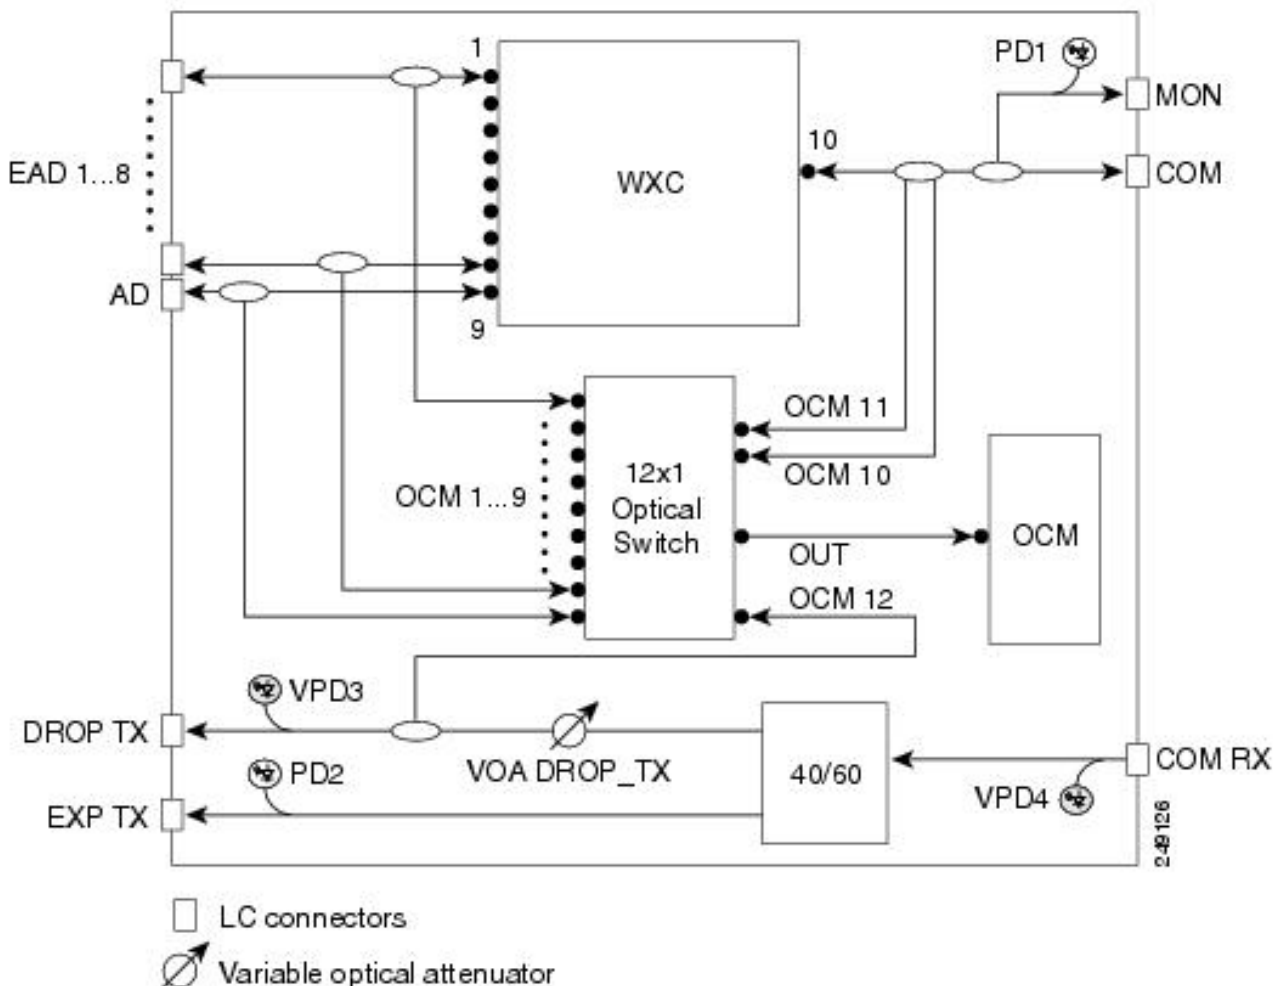 1
PD1
MON
10
EAD 1...8
WXC
COM
AD
9
OCM 11
12x1
Optical
Switch
OCM 10
OCM 1...9
OUT
OCM
OCM 12
VPD3
DROP TX
VOA DROP_TX
PD2
40/60
COM RX
VPD4
EXP TX
249126
LC connectors
Variable optical attenuator